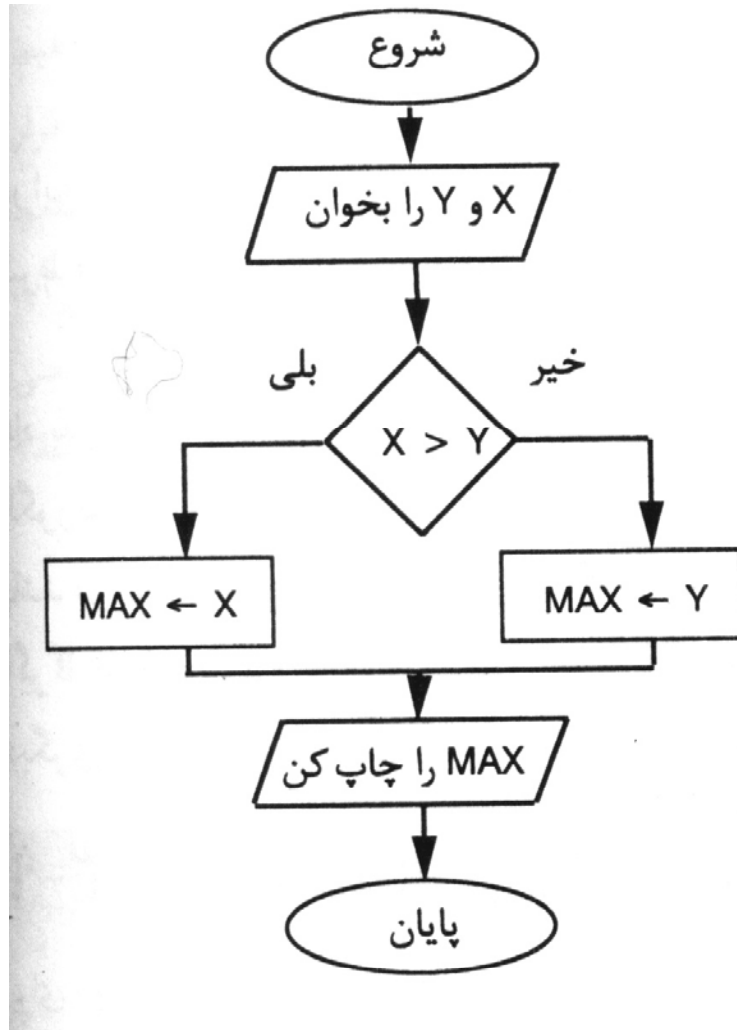 شروع
X و Y را بخوان
خیر
بلی
X > Y
MAX ← X
MAX ← Y
MAX را چاپ کن
پایان